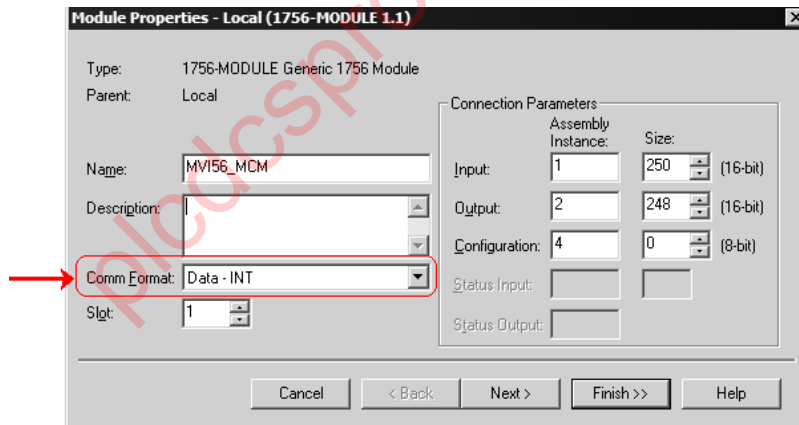 Module Properties - Local (1756-MODULE 1.1)
Type: 1756-MODULE Generic 1756 Module
Parent: Local
Connection Parameters
Assembly Instance: Size:
Name: MVI56_MCM
Input: 1 250 (16-bit)
Description:
Output: 2 248 (16-bit)
Configuration: 4 0 (8-bit)
Comm Format: Data - INT
Status Input:
Slot: 1
Status Output:
Cancel < Back Next > Finish >> Help
plcdcspro